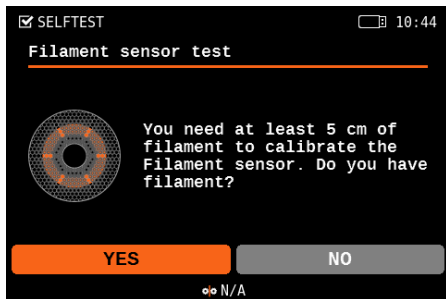 SELFTEST
10:44
Filament sensor test
You need at least 5 cm of
filament to calibrate the
Filament sensor. Do you have
filament?
YES
NO
N/A